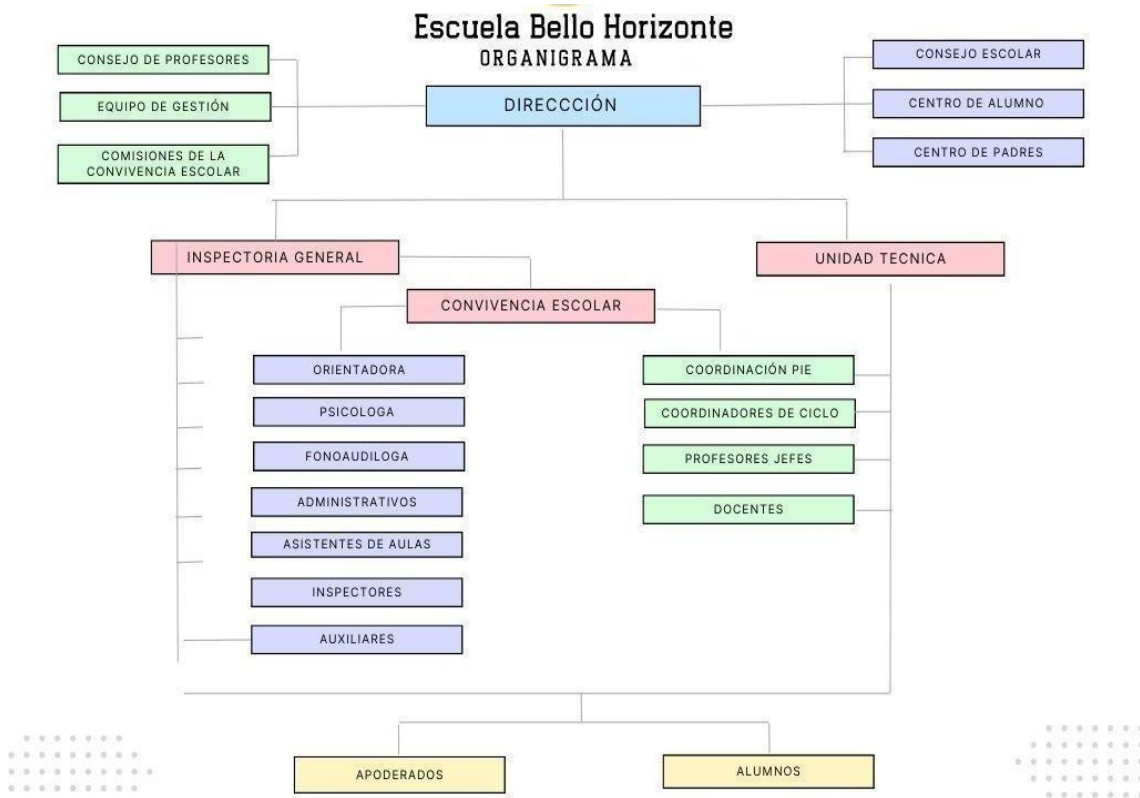 Escuela Bello Horizonte
ORGANIGRAMA
CONSEJO DE PROFESORES
EQUIPO DE GESTIÓN
COMISIONES DE LA
CONVIVENCIA ESCOLAR
DIRECCCIÓN
CONSEJO ESCOLAR
CENTRO DE ALUMNO
CENTRO DE PADRES
INSPECTORIA GENERAL
UNIDAD TECNICA
CONVIVENCIA ESCOLAR
ORIENTADORA
PSICOLOGA
FONOAUDILOGA
ADMINISTRATIVOS
ASISTENTES DE AULAS
INSPECTORES
AUXILIARES
COORDINACIÓN PIE
COORDINADORES DE CICLO
PROFESORES JEFES
DOCENTES
APODERADOS
ALUMNOS